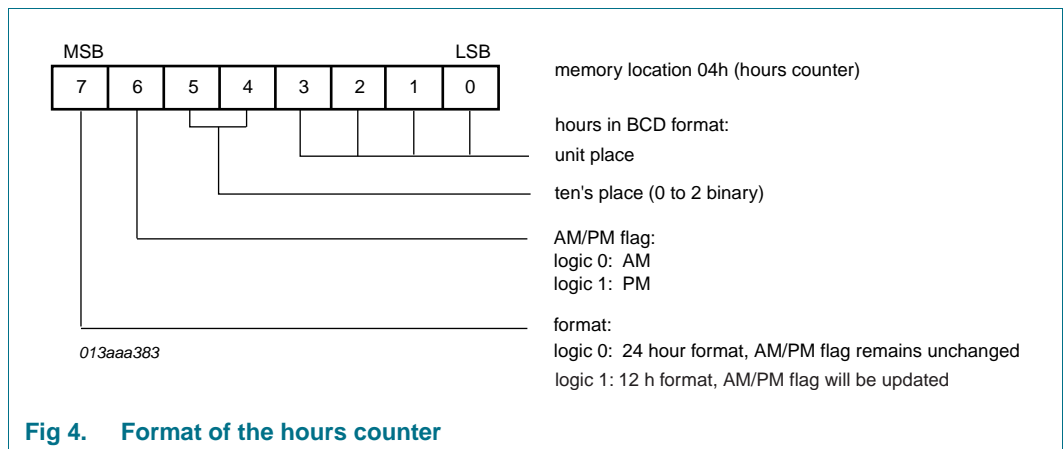 MSB LSB
7 6 5 4 3 2 1 0
memory location 04h (hours counter)
hours in BCD format:
unit place
ten's place (0 to 2 binary)
AM/PM flag:
logic 0: AM
logic 1: PM
format:
logic 0: 24 hour format, AM/PM flag remains unchanged
logic 1: 12 h format, AM/PM flag will be updated
013aaa383
Fig 4. Format of the hours counter